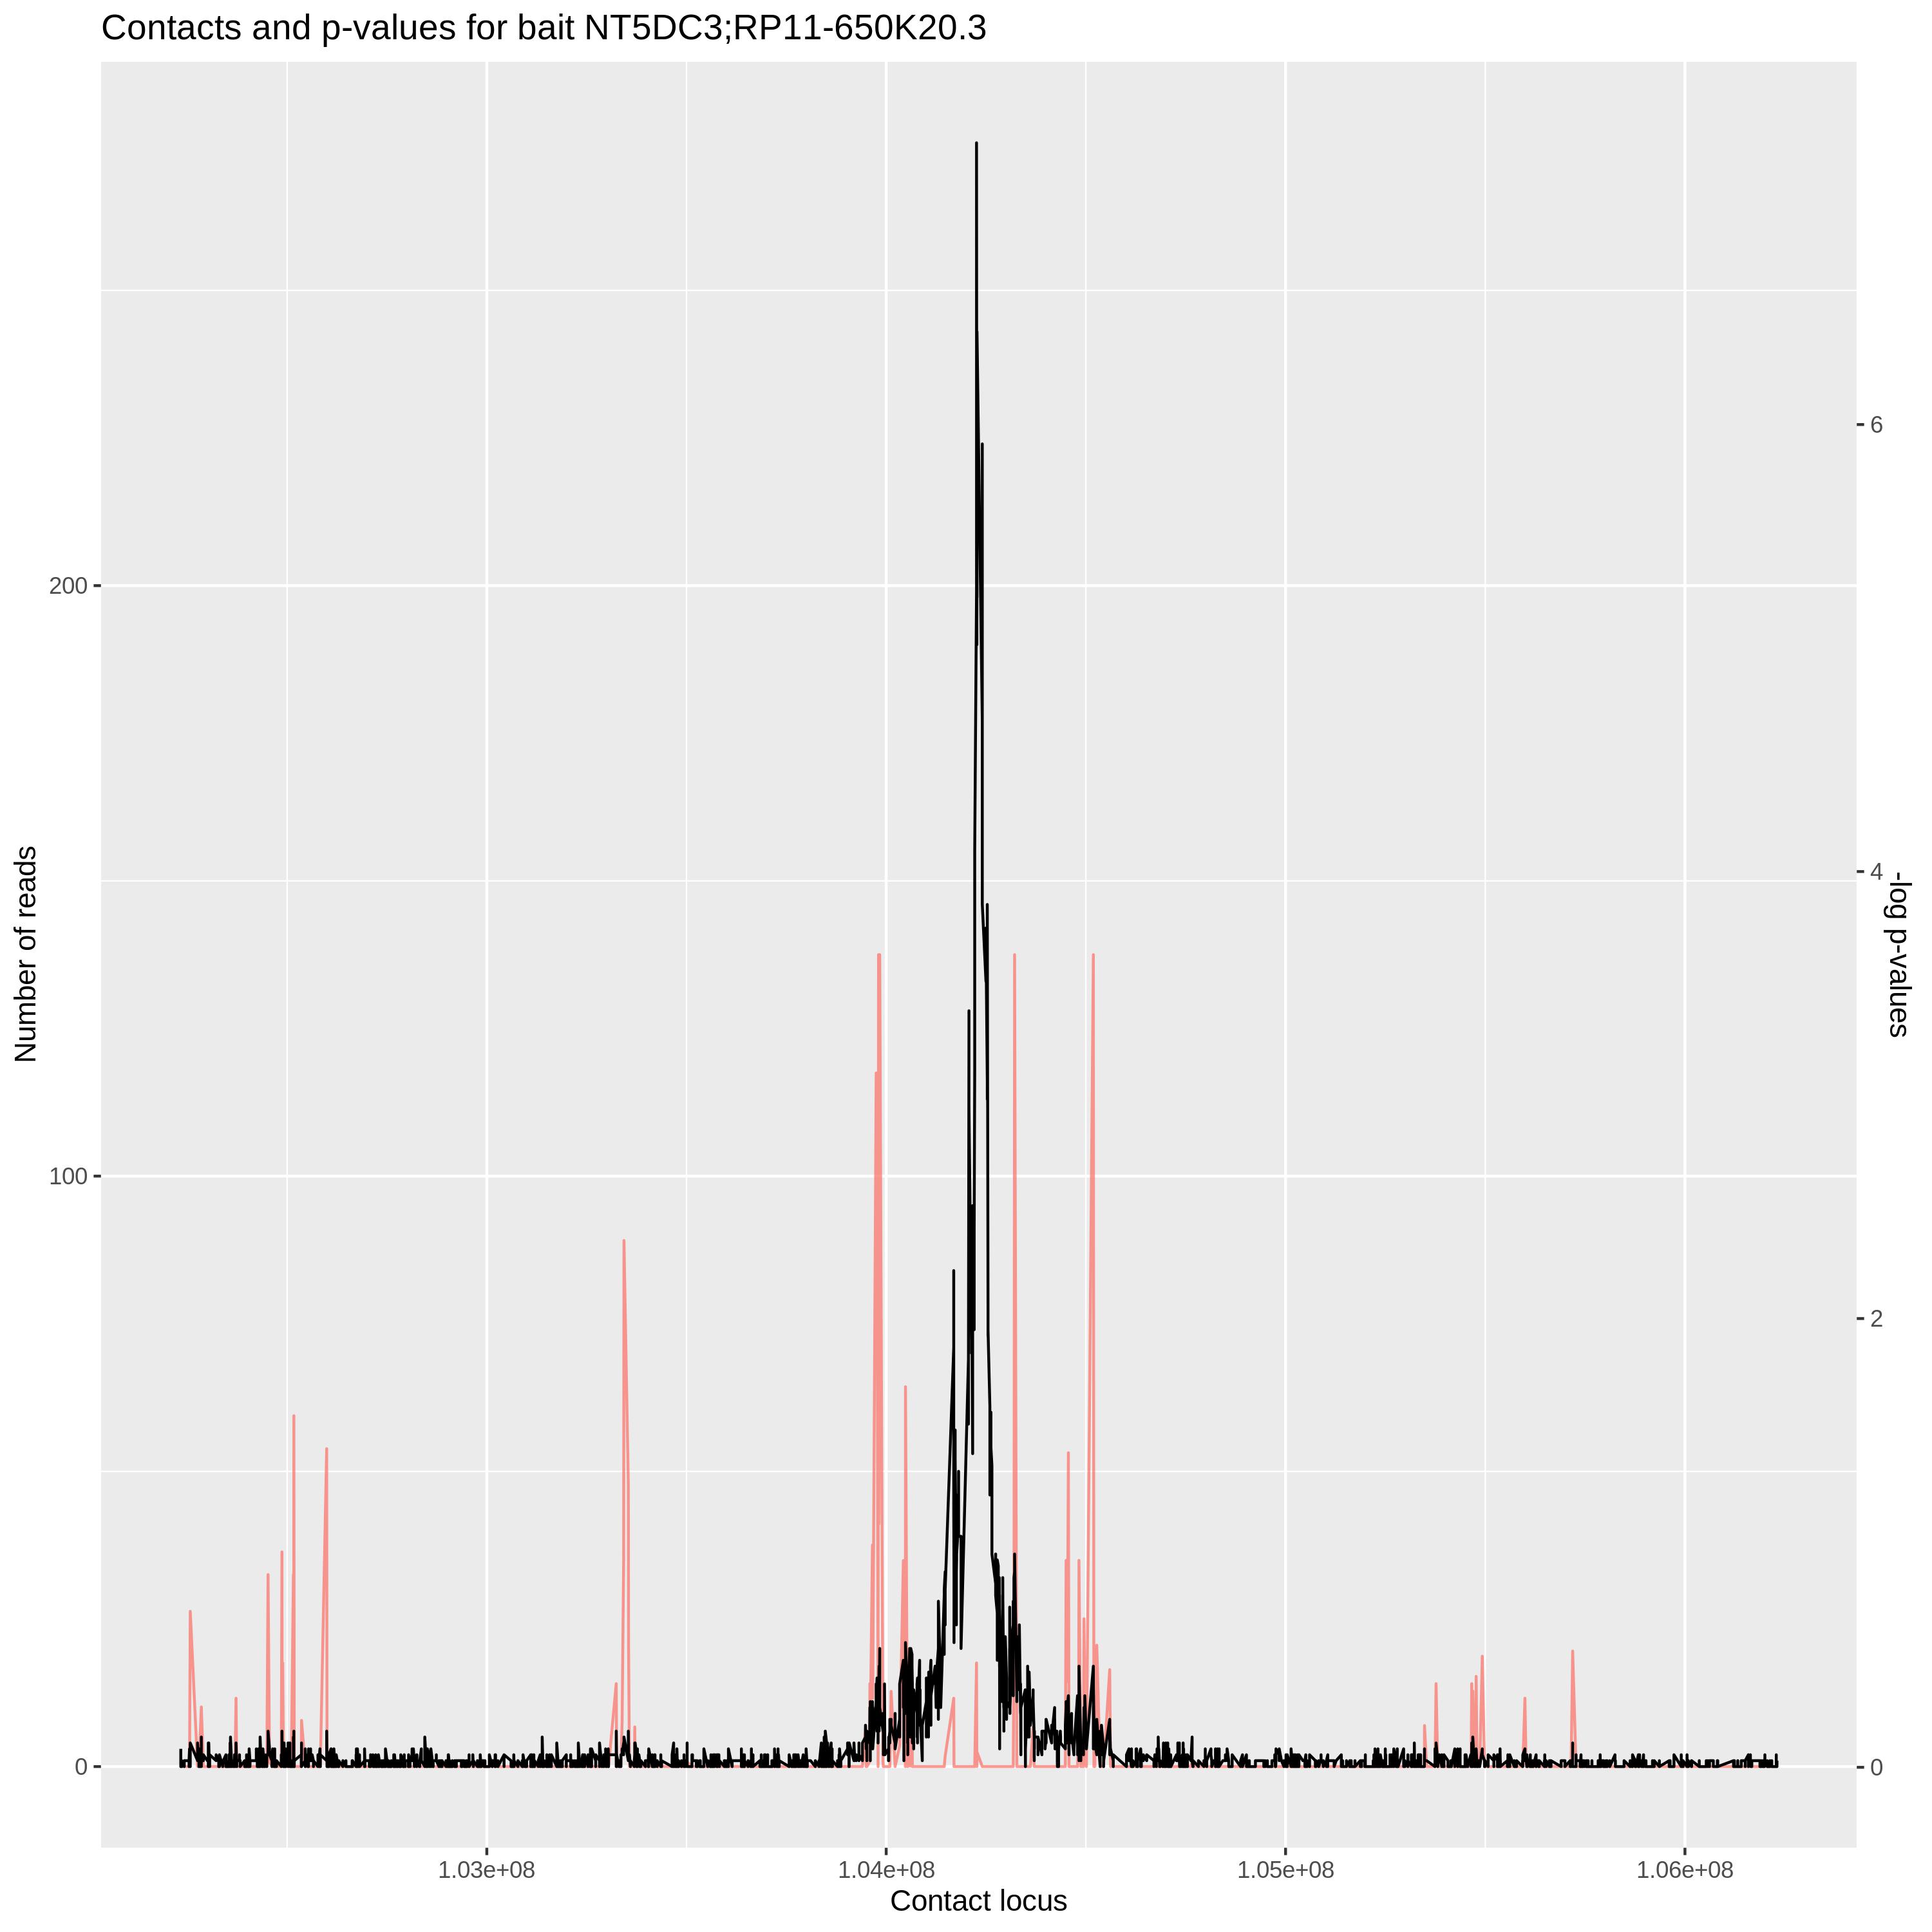 Contacts and p-values for bait NT5DC3;RP11-650K20.3
Number of reads
200
100
0
6
4
2
0
-log p-values
1.03e+08
1.04e+08
1.05e+08
1.06e+08
Contact locus